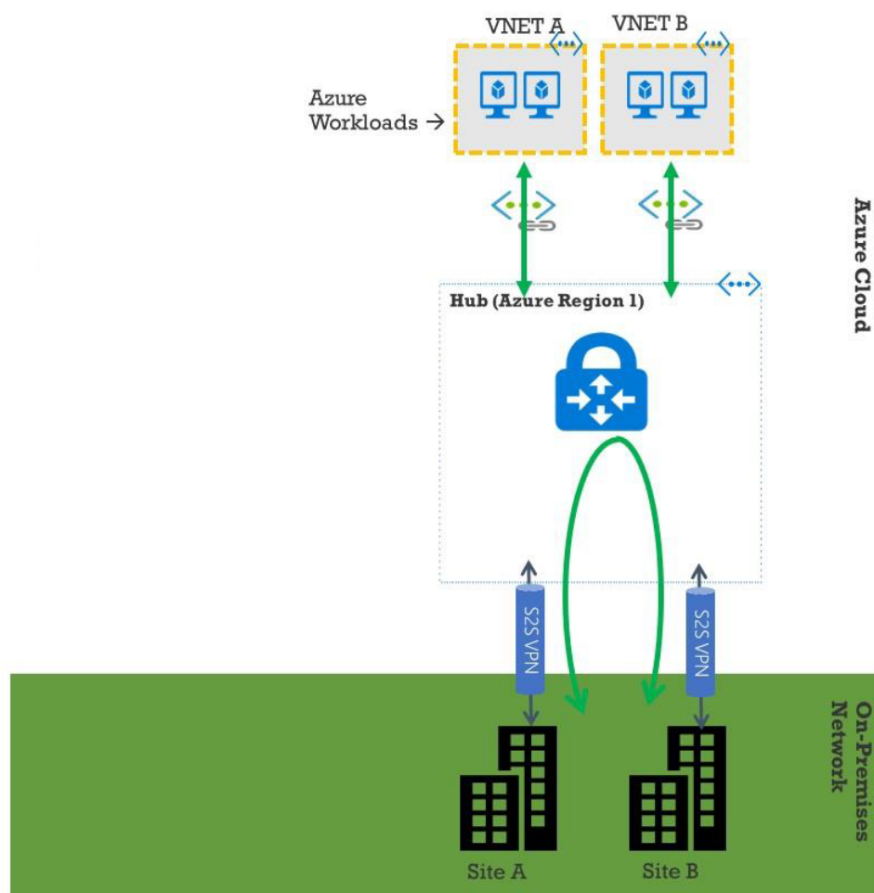 VNET A
VNET B
Azure
Workloads →
Azure Cloud
Hub (Azure Region 1)
S2S VPN
S2S VPN
On-Premises
Network
Site A
Site B